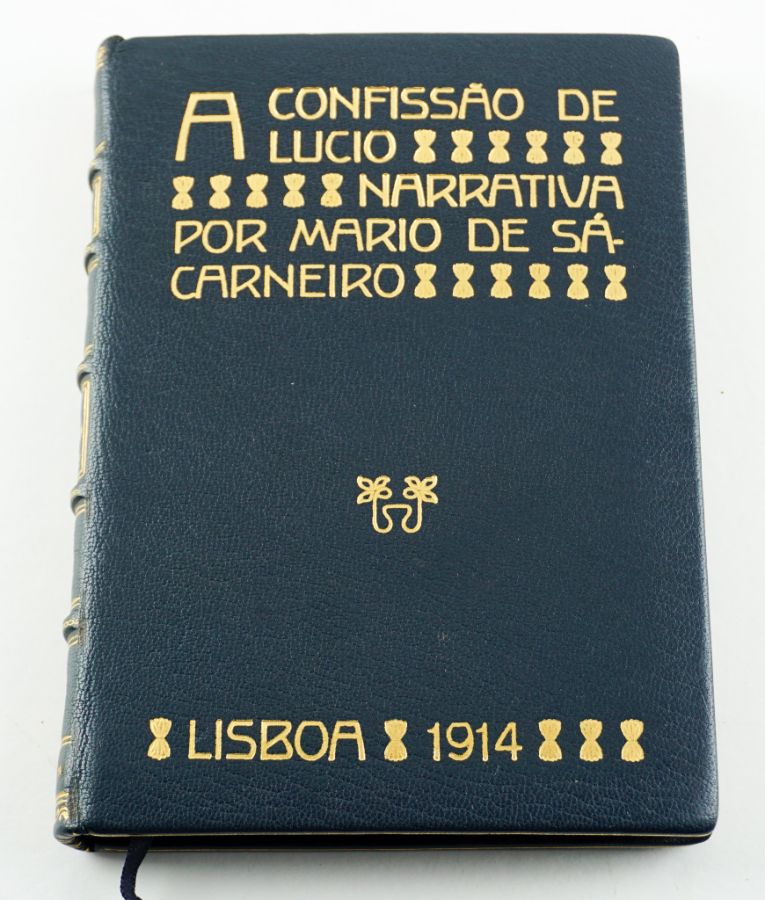 A CONFISSÃO DE
LUCIO
NARRATIVA
POR MARIO DE SÁ-
CARNEIRO
LISBOA 1914